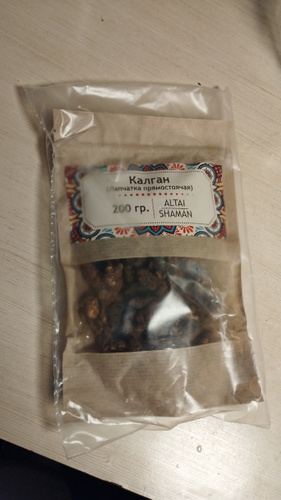 Калган
(Лапчатка прямостоячая)
200 гр.
ALTAI
SHAMAN